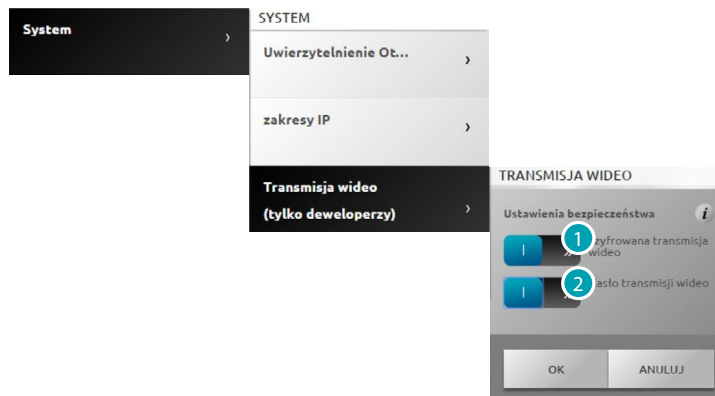 System
SYSTEM
Uwierzytelnienie Ot...
zakresy IP
Transmisja wideo
(tylko deweloperzy)
TRANSMISJA WIDEO
Ustawienia bezpieczeństwa i
1 zyfrowana transmisja
wideo
2 asło transmisji wideo
OK ANULUJ